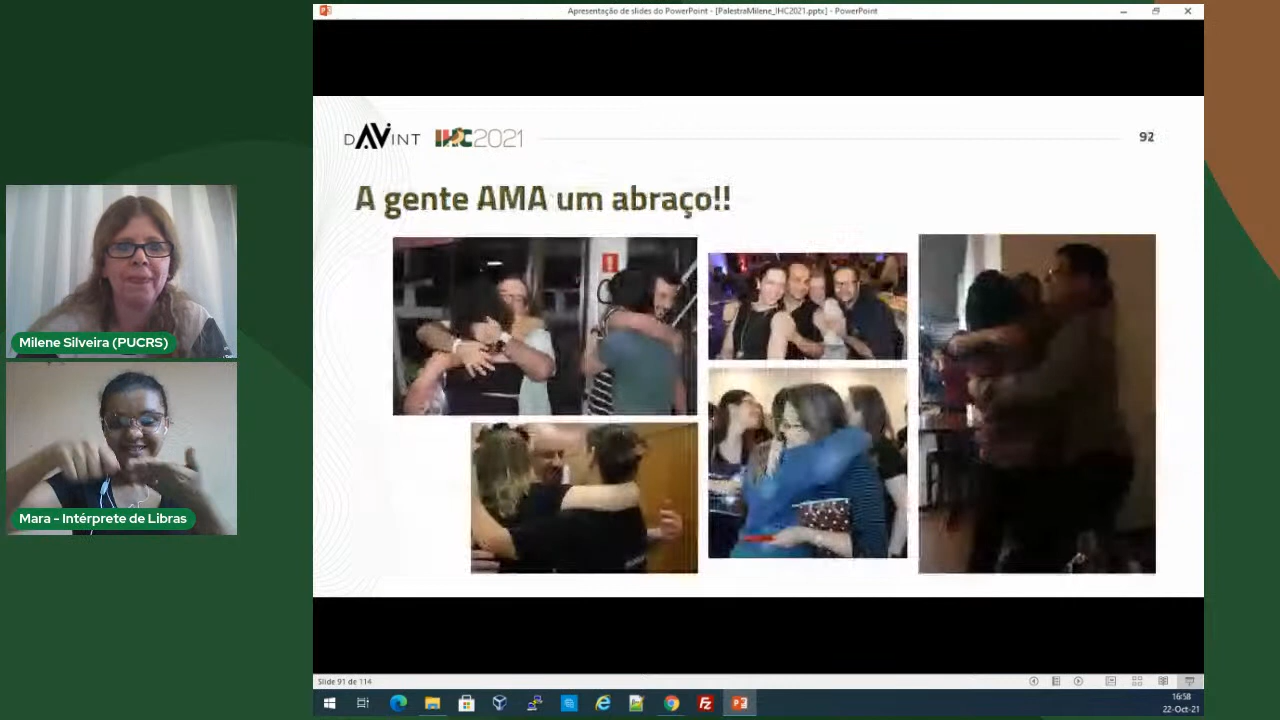 Apresentação de slides do PowerPoint - [PalestraMilene_IHC2021.pptx] - PowerPoint
DAVINT IHC2021
92
A gente AMA um abraço!!
Milene Silveira (PUCRS)
Mara - Intérprete de Libras
Slide 91 de 114
16:58
22-Oct-21